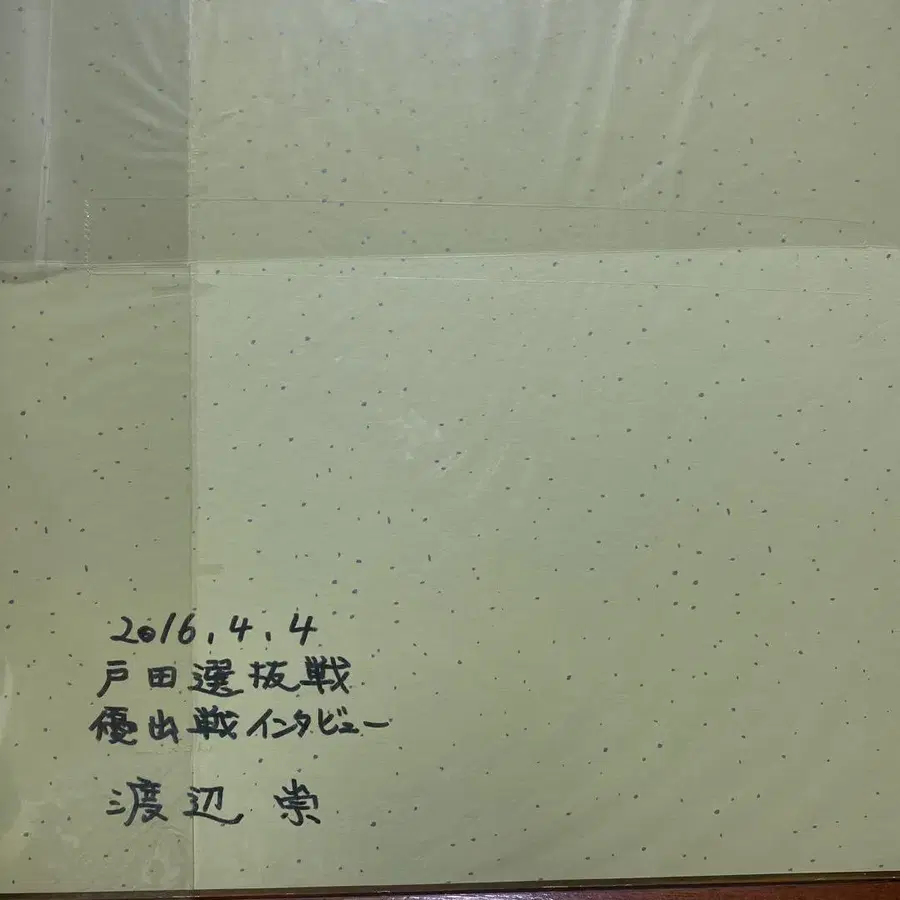 2016.4.4
戸田選抜戦
優出戦インタビュー
渡辺 崇